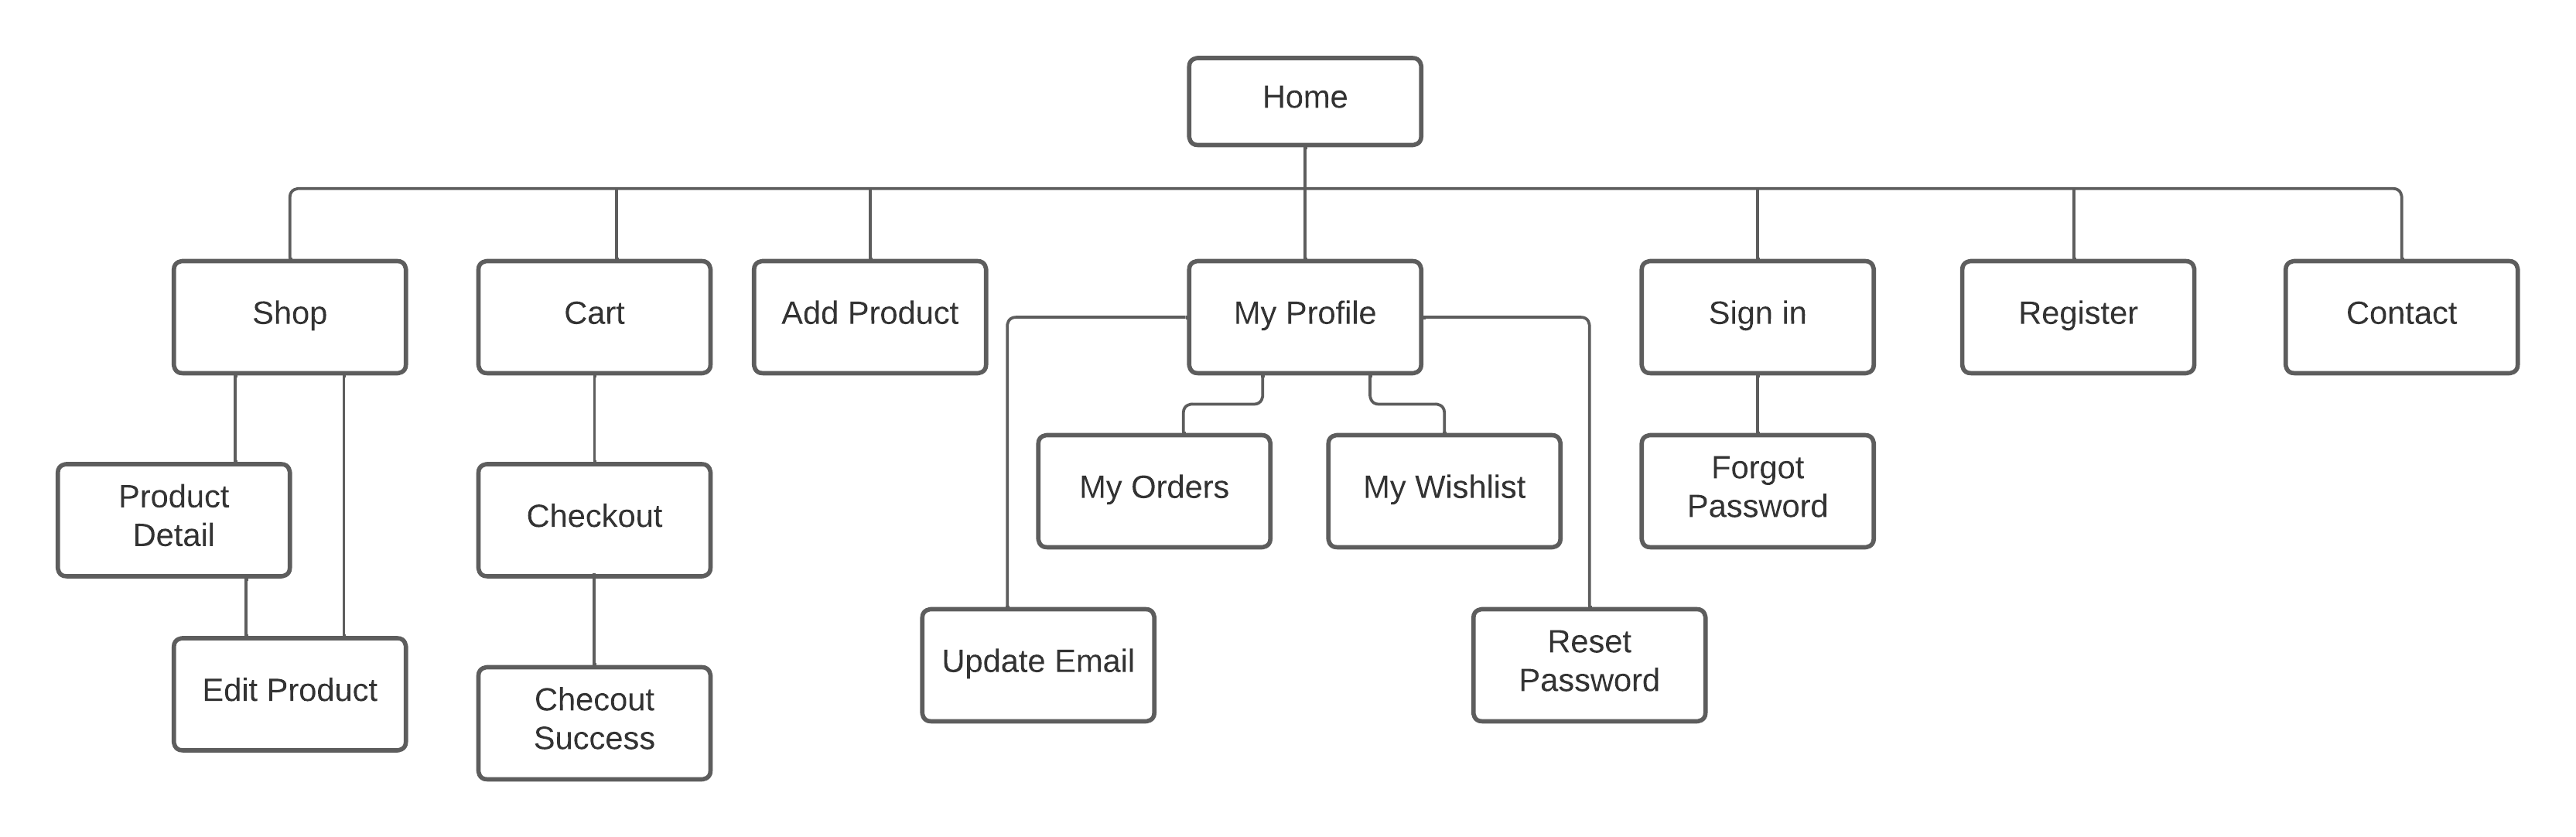 Home
Shop
Cart
Add Product
My Profile
Sign in
Register
Contact
Product
Detail
Checkout
My Orders
My Wishlist
Forgot
Password
Edit Product
Checout
Success
Update Email
Reset
Password